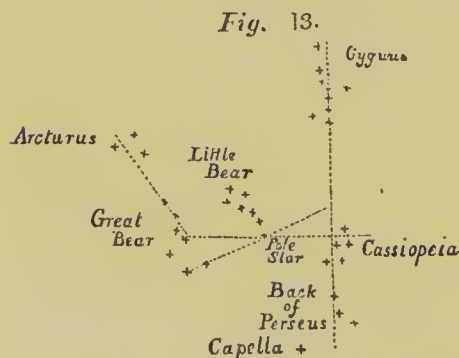 Fig. 13.
Cygnus
Arcturus
Little
Bear
Great
Bear
Pole
Star
Cassiopeia
Back
of
Perseus
Capella